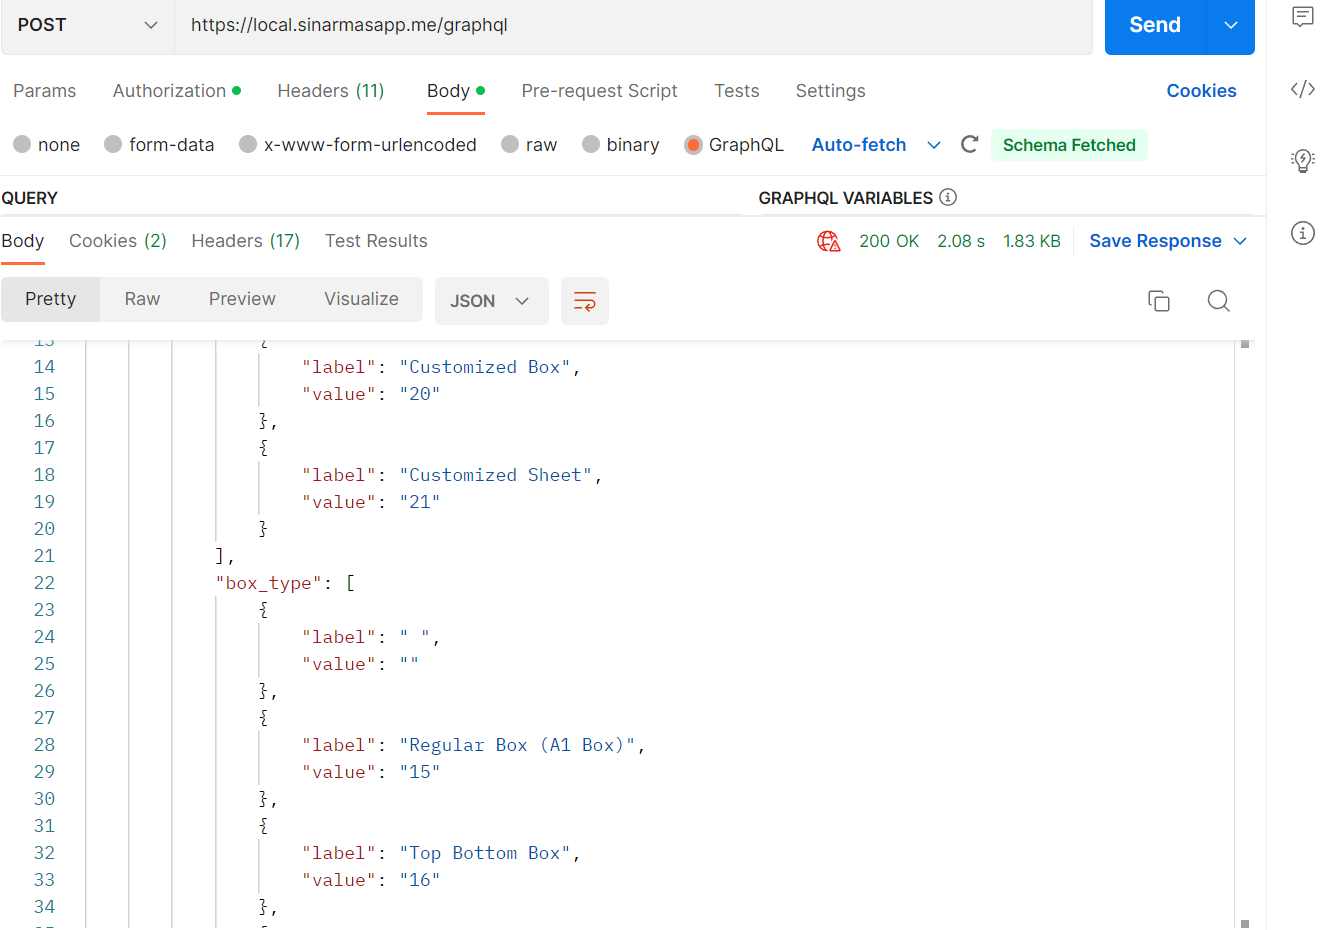 POST https://local.sinarmasapp.me/graphql Send
Params Authorization Headers (11) Body Pre-request Script Tests Settings Cookies
none form-data x-www-form-urlencoded raw binary GraphQL Auto-fetch Schema Fetched
QUERY GRAPHQL VARIABLES
Body Cookies (2) Headers (17) Test Results 200 OK 2.08 s 1.83 KB Save Response
Pretty Raw Preview Visualize JSON
13 {
14 "label": "Customized Box",
15 "value": "20"
16 },
17 {
18 "label": "Customized Sheet",
19 "value": "21"
20 }
21 ],
22 "box_type": [
23 {
24 "label": " ",
25 "value": ""
26 },
27 {
28 "label": "Regular Box (A1 Box)",
29 "value": "15"
30 },
31 {
32 "label": "Top Bottom Box",
33 "value": "16"
34 },